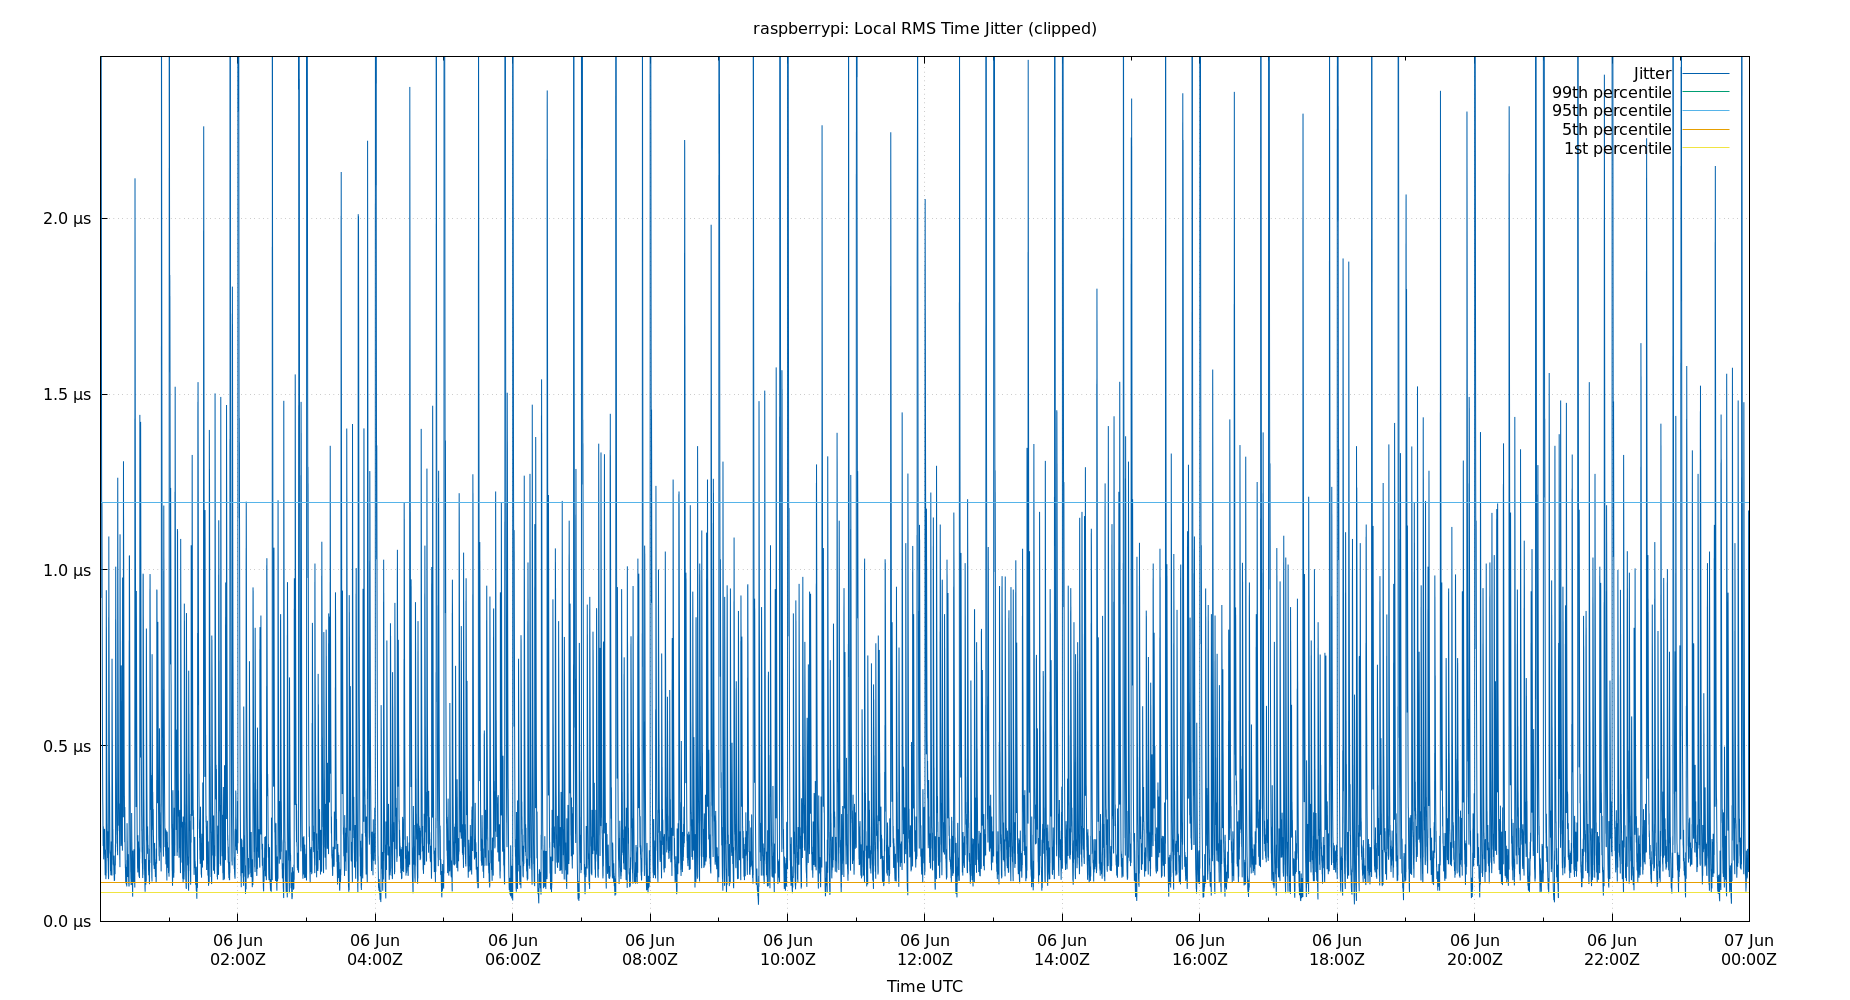 raspberrypi: Local RMS Time Jitter (clipped)
Jitter
99th percentile
95th percentile
5th percentile
1st percentile
2.0 µs
1.5 µs
1.0 µs
0.5 µs
0.0 µs
06 Jun 06 Jun 06 Jun 06 Jun 06 Jun 06 Jun 06 Jun 06 Jun 06 Jun 06 Jun 06 Jun 07 Jun
02:00Z 04:00Z 06:00Z 08:00Z 10:00Z 12:00Z 14:00Z 16:00Z 18:00Z 20:00Z 22:00Z 00:00Z
Time UTC